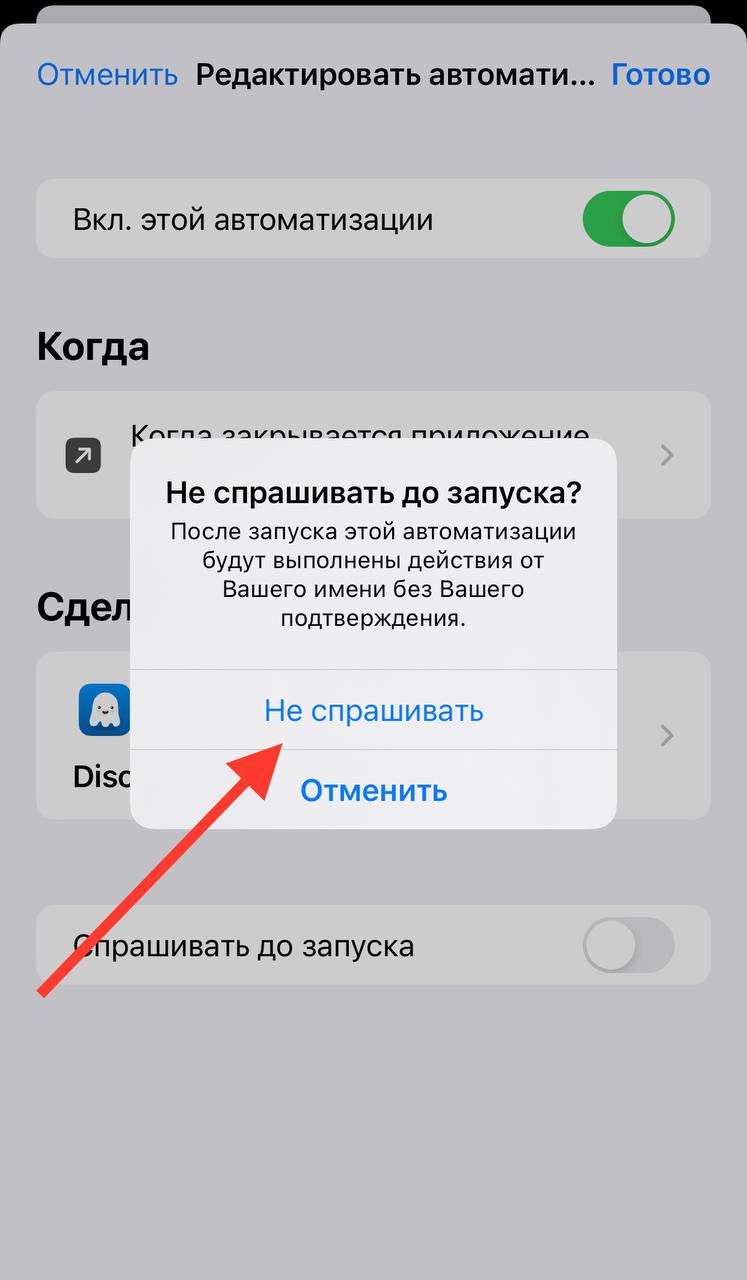 Отменить Редактировать автомати... Готово
Вкл. этой автоматизации
Когда
Когда закрывается приложение
Не спрашивать до запуска?
После запуска этой автоматизации
будут выполнены действия от
Вашего имени без Вашего
подтверждения.
Сдел
Не спрашивать
Disc
Отменить
Спрашивать до запуска